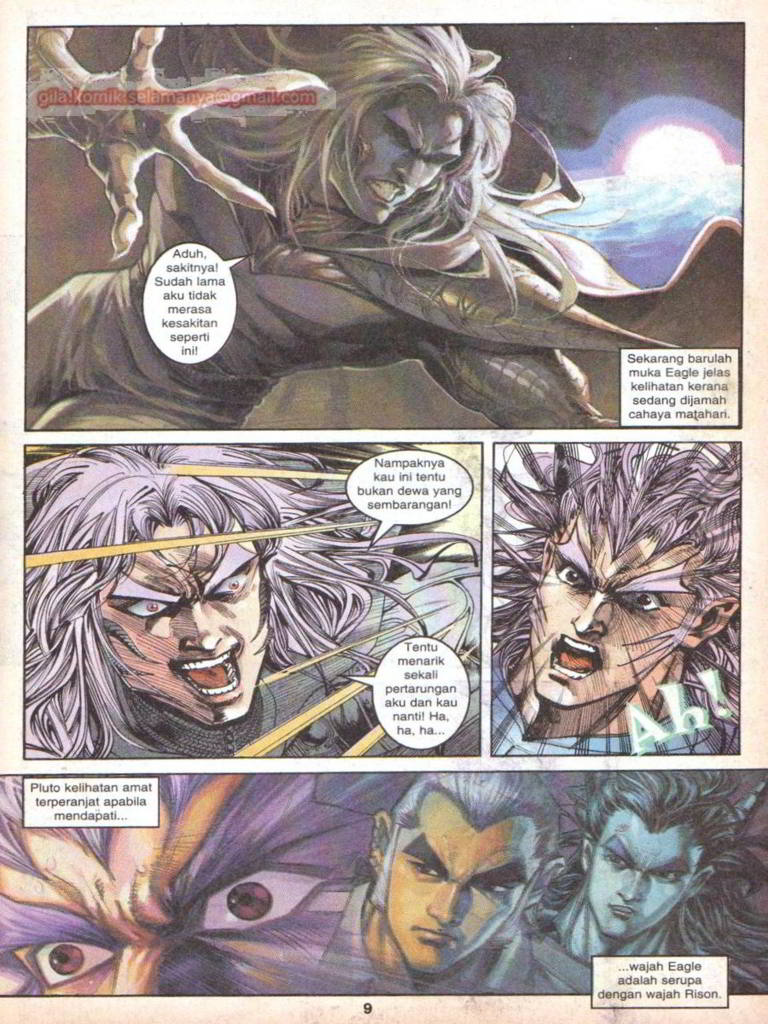 gila.komik.selamanya@gmail.com
Aduh,
sakitnya!
Sudah lama
aku tidak
merasa
kesakitan
seperti
ini!
Sekarang barulah
muka Eagle jelas
kelihatan kerana
sedang dijamah
cahaya matahari.
Nampaknya
kau ini tentu
bukan dewa yang
sembarangan!
Tentu
menarik
sekali
pertarungan
aku dan kau
nanti! Ha,
ha, ha...
Ah!
Pluto kelihatan amat
terperanjat apabila
mendapati...
...wajah Eagle
adalah serupa
dengan wajah Rison.
9